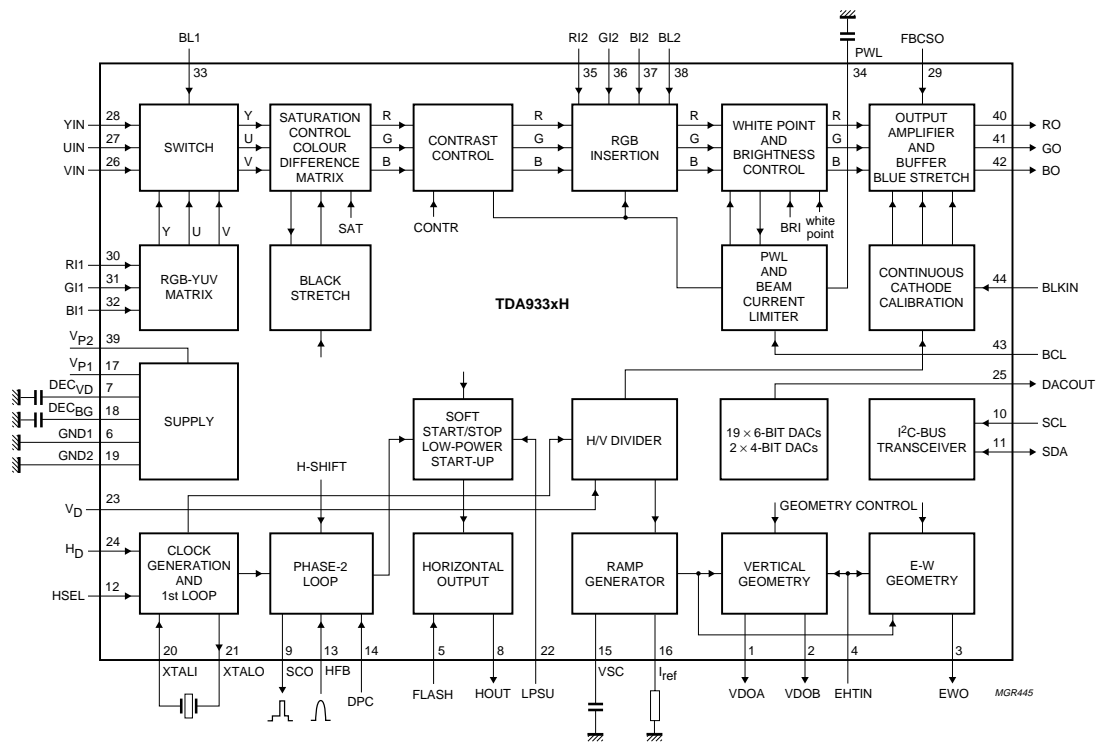 BL1
RI2 GI2 BI2 BL2
PWL
FBCSO
33
35 36 37 38
34
29
YIN 28
UIN 27
VIN 26
SWITCH
Y
U
V
SATURATION
CONTROL
COLOUR
DIFFERENCE
MATRIX
R
G
B
CONTRAST
CONTROL
R
G
B
RGB
INSERTION
R
G
B
WHITE POINT
AND
BRIGHTNESS
CONTROL
R
G
B
OUTPUT
AMPLIFIER
AND
BUFFER
BLUE STRETCH
40 RO
41 GO
42 BO
Y U V
SAT
CONTR
BRI
white
point
RI1 30
GI1 31
BI1 32
RGB-YUV
MATRIX
BLACK
STRETCH
TDA933xH
PWL
AND
BEAM
CURRENT
LIMITER
CONTINUOUS
CATHODE
CALIBRATION
44 BLKIN
43 BCL
25 DACOUT
VP2 39
VP1 17
DECVD 7
DECBG 18
GND1 6
GND2 19
SUPPLY
SOFT
START/STOP
LOW-POWER
START-UP
H/V DIVIDER
19 × 6-BIT DACs
2 × 4-BIT DACs
I2C-BUS
TRANSCEIVER
10 SCL
11 SDA
H-SHIFT
VD 23
GEOMETRY CONTROL
HD 24
HSEL 12
CLOCK
GENERATION
AND
1st LOOP
PHASE-2
LOOP
HORIZONTAL
OUTPUT
RAMP
GENERATOR
VERTICAL
GEOMETRY
E-W
GEOMETRY
20 21 9 13 14 5 8 22 15 16 1 2 4 3
XTALI XTALO SCO HFB DPC FLASH HOUT LPSU VSC Iref VDOA VDOB EHTIN EWO
MGR445